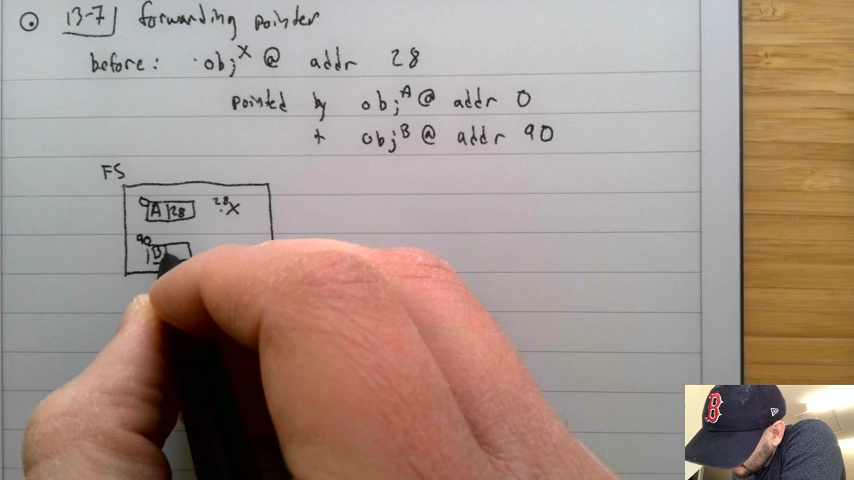 13-7 forwarding pointer
before: obj X @ addr 28
pointed by obj A @ addr 0
+ obj B @ addr 90
FS
0 A 28 28 X
90 B
B